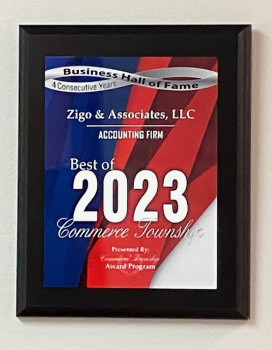 Business Hall of Fame
4 Consecutive Years
Zigo & Associates, LLC
ACCOUNTING FIRM
Best of
2023
Commerce Township
Presented By:
Commerce Township
Award Program